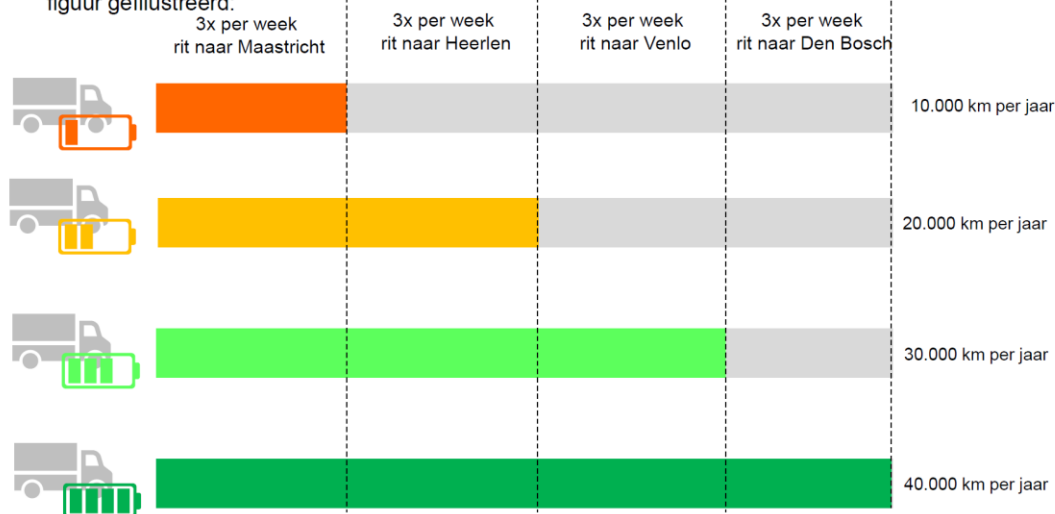 figuur geïllustreerd.
3x per week
rit naar Maastricht
3x per week
rit naar Heerlen
3x per week
rit naar Venlo
3x per week
rit naar Den Bosch
10.000 km per jaar
20.000 km per jaar
30.000 km per jaar
40.000 km per jaar